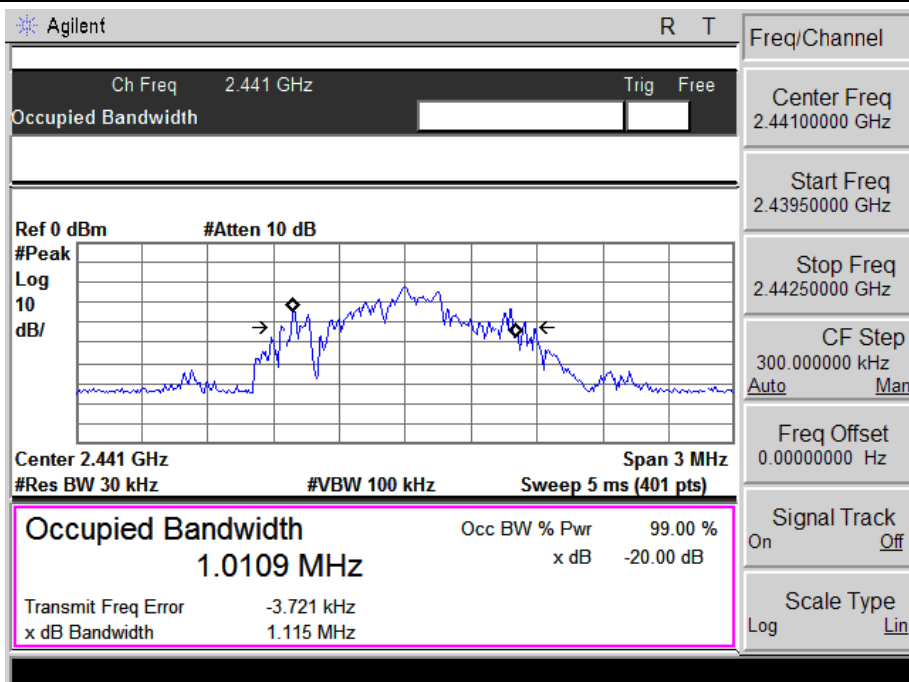 Agilent R T
Ch Freq 2.441 GHz Trig Free
Occupied Bandwidth
Ref 0 dBm #Atten 10 dB
#Peak
Log
10
dB/
Center 2.441 GHz Span 3 MHz
#Res BW 30 kHz #VBW 100 kHz Sweep 5 ms (401 pts)
Occupied Bandwidth Occ BW % Pwr 99.00 %
1.0109 MHz x dB -20.00 dB
Transmit Freq Error -3.721 kHz
x dB Bandwidth 1.115 MHz
Freq/Channel
Center Freq
2.44100000 GHz
Start Freq
2.43950000 GHz
Stop Freq
2.44250000 GHz
CF Step
300.000000 kHz
Auto Man
Freq Offset
0.00000000 Hz
Signal Track
On Off
Scale Type
Log Lin